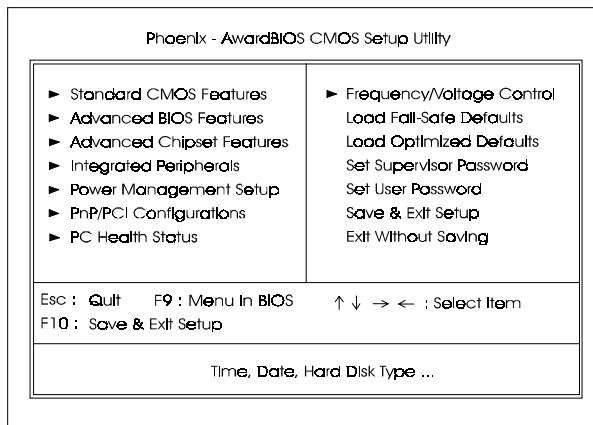 Phoenix - AwardBIOS CMOS Setup Utility
► Standard CMOS Features
► Advanced BIOS Features
► Advanced Chipset Features
► Integrated Peripherals
► Power Management Setup
► PnP/PCI Configurations
► PC Health Status
► Frequency/Voltage Control
Load Fail-Safe Defaults
Load Optimized Defaults
Set Supervisor Password
Set User Password
Save & Exit Setup
Exit Without Saving
Esc : Quit F9 : Menu in BIOS ↑ ↓ → ← : Select Item
F10 : Save & Exit Setup
Time, Date, Hard Disk Type ...